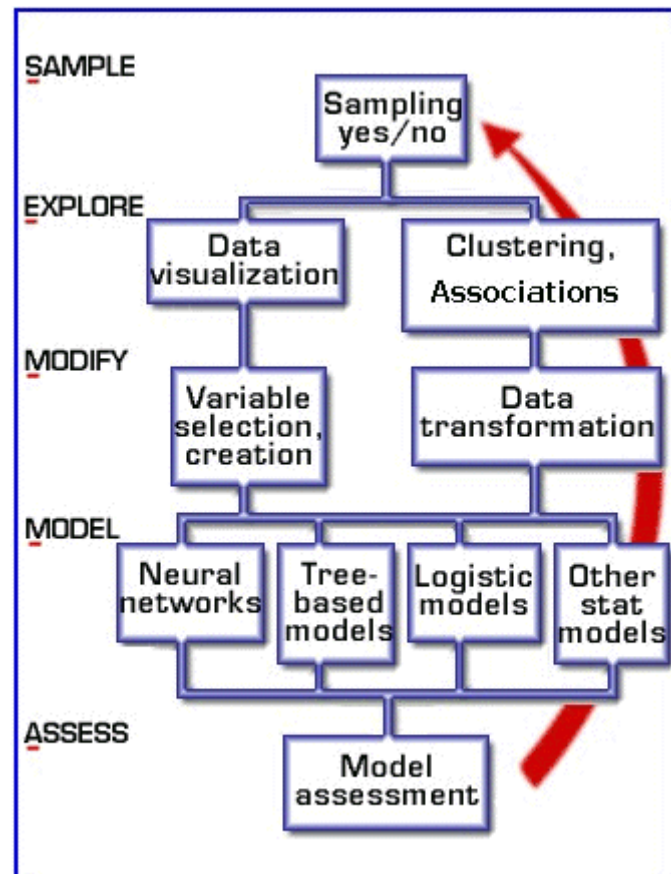 SAMPLE
Sampling
yes/no
EXPLORE
Data
visualization
Clustering,
Associations
MODIFY
Variable
selection,
creation
Data
transformation
MODEL
Neural
networks
Tree-
based
models
Logistic
models
Other
stat
models
ASSESS
Model
assessment